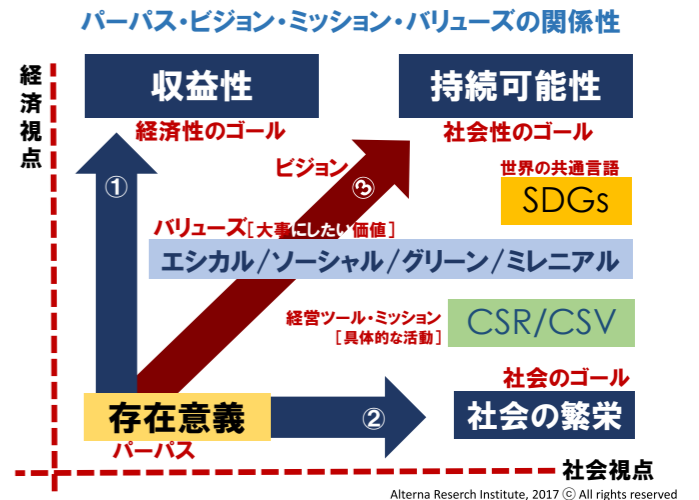 パーパス・ビジョン・ミッション・バリューズの関係性
経済視点
収益性
持続可能性
経済性のゴール
社会性のゴール
①
ビジョン
③
世界の共通言語
SDGs
バリューズ[大事にしたい価値]
エシカル/ソーシャル/グリーン/ミレニアル
経営ツール・ミッション
[具体的な活動]
CSR/CSV
社会のゴール
存在意義
②
社会の繁栄
パーパス
社会視点
Alterna Reserch Institute, 2017 ⓒ All rights reserved